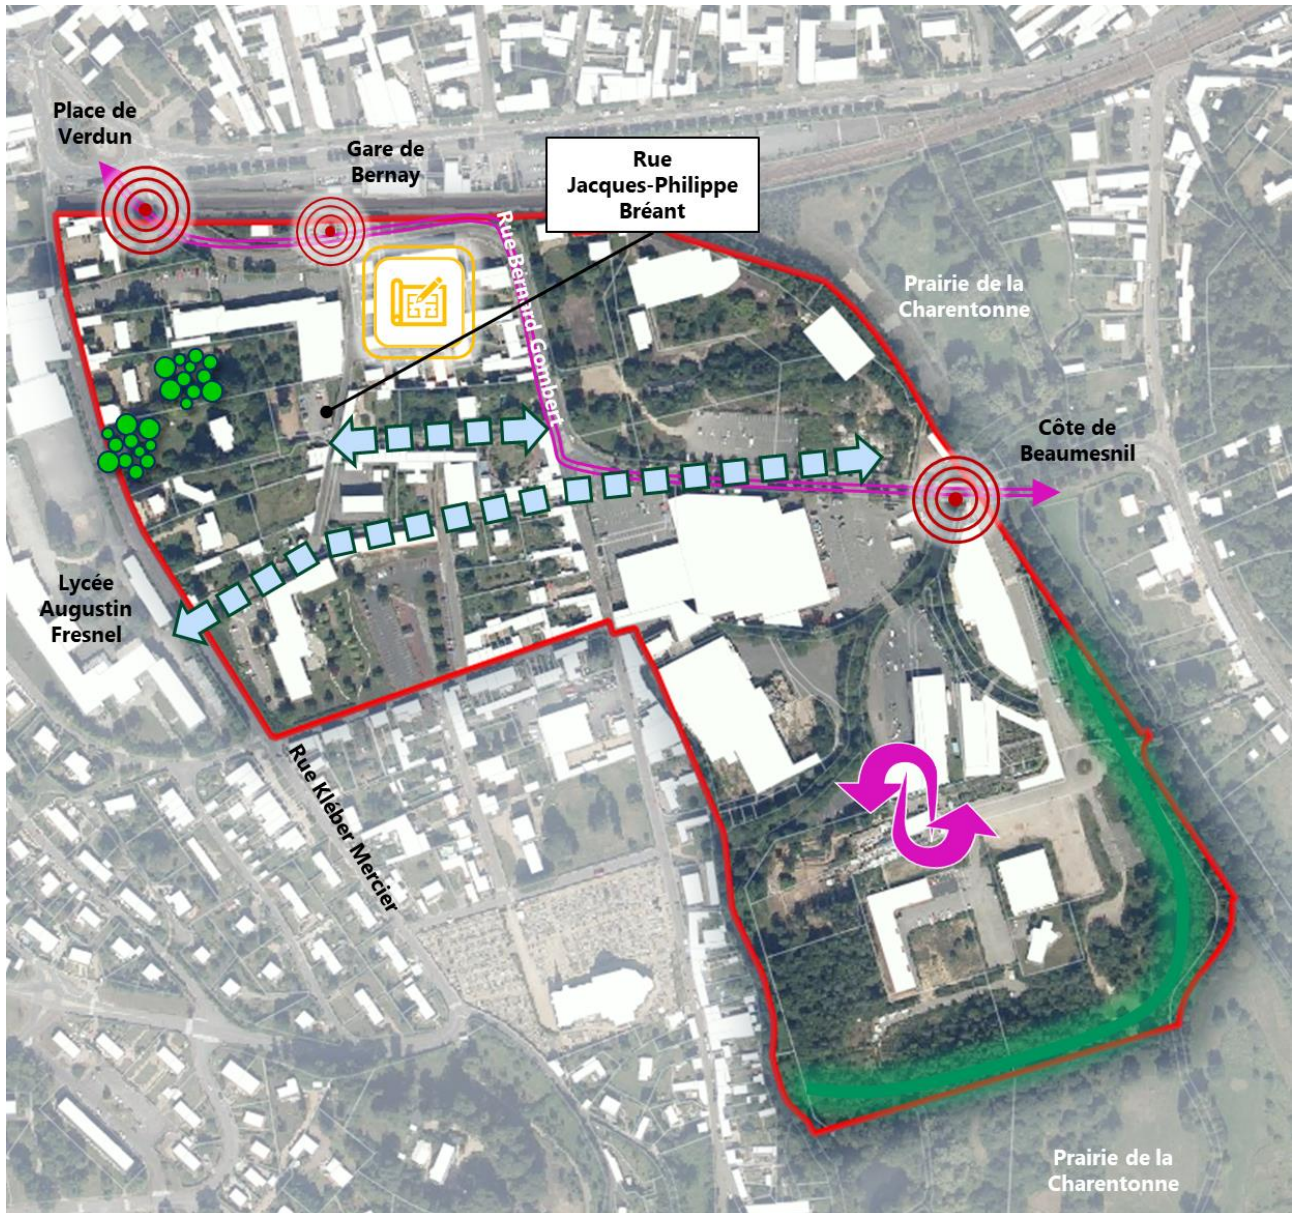 Place de
Verdun
Gare de
Bernay
Rue
Jacques-Philippe
Bréant
Rue Bernard Gombert
Prairie de la
Charentonne
Côte de
Beaumesnil
Lycée
Augustin
Fresnel
Rue Kléber Mercier
Prairie de la
Charentonne